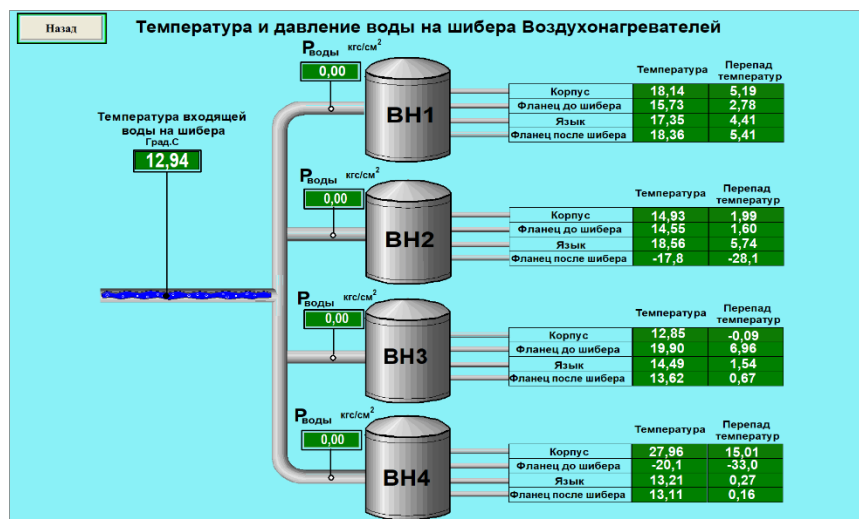 Назад
Температура и давление воды на шибера Воздухонагревателей
Pводы кгс/см²
0,00
ВН1
Температура Перепад температур
Корпус 18,14 5,19
Фланец до шибера 15,73 2,78
Язык 17,35 4,41
Фланец после шибера 18,36 5,41
Температура входящей
воды на шибера
Град.С
12,94
Pводы кгс/см²
0,00
ВН2
Температура Перепад температур
Корпус 14,93 1,99
Фланец до шибера 14,55 1,60
Язык 18,56 5,74
Фланец после шибера -17,8 -28,1
Pводы кгс/см²
0,00
ВН3
Температура Перепад температур
Корпус 12,85 -0,09
Фланец до шибера 19,90 6,96
Язык 14,49 1,54
Фланец после шибера 13,62 0,67
Pводы кгс/см²
0,00
ВН4
Температура Перепад температур
Корпус 27,96 15,01
Фланец до шибера -20,1 -33,0
Язык 13,21 0,27
Фланец после шибера 13,11 0,16